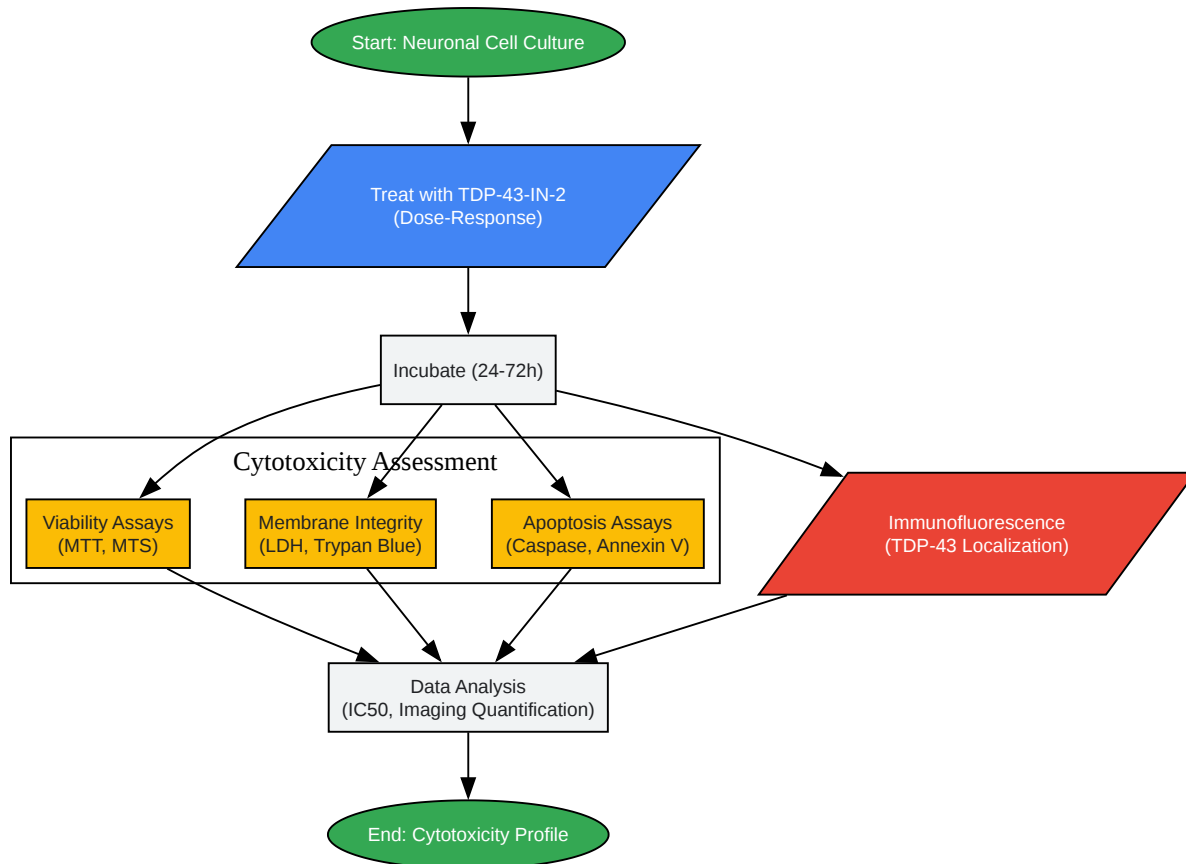 Start: Neuronal Cell Culture
Treat with TDP-43-IN-2
(Dose-Response)
Incubate (24-72h)
Cytotoxicity Assessment
Viability Assays
(MTT, MTS)
Membrane Integrity
(LDH, Trypan Blue)
Apoptosis Assays
(Caspase, Annexin V)
Immunofluorescence
(TDP-43 Localization)
Data Analysis
(IC50, Imaging Quantification)
End: Cytotoxicity Profile